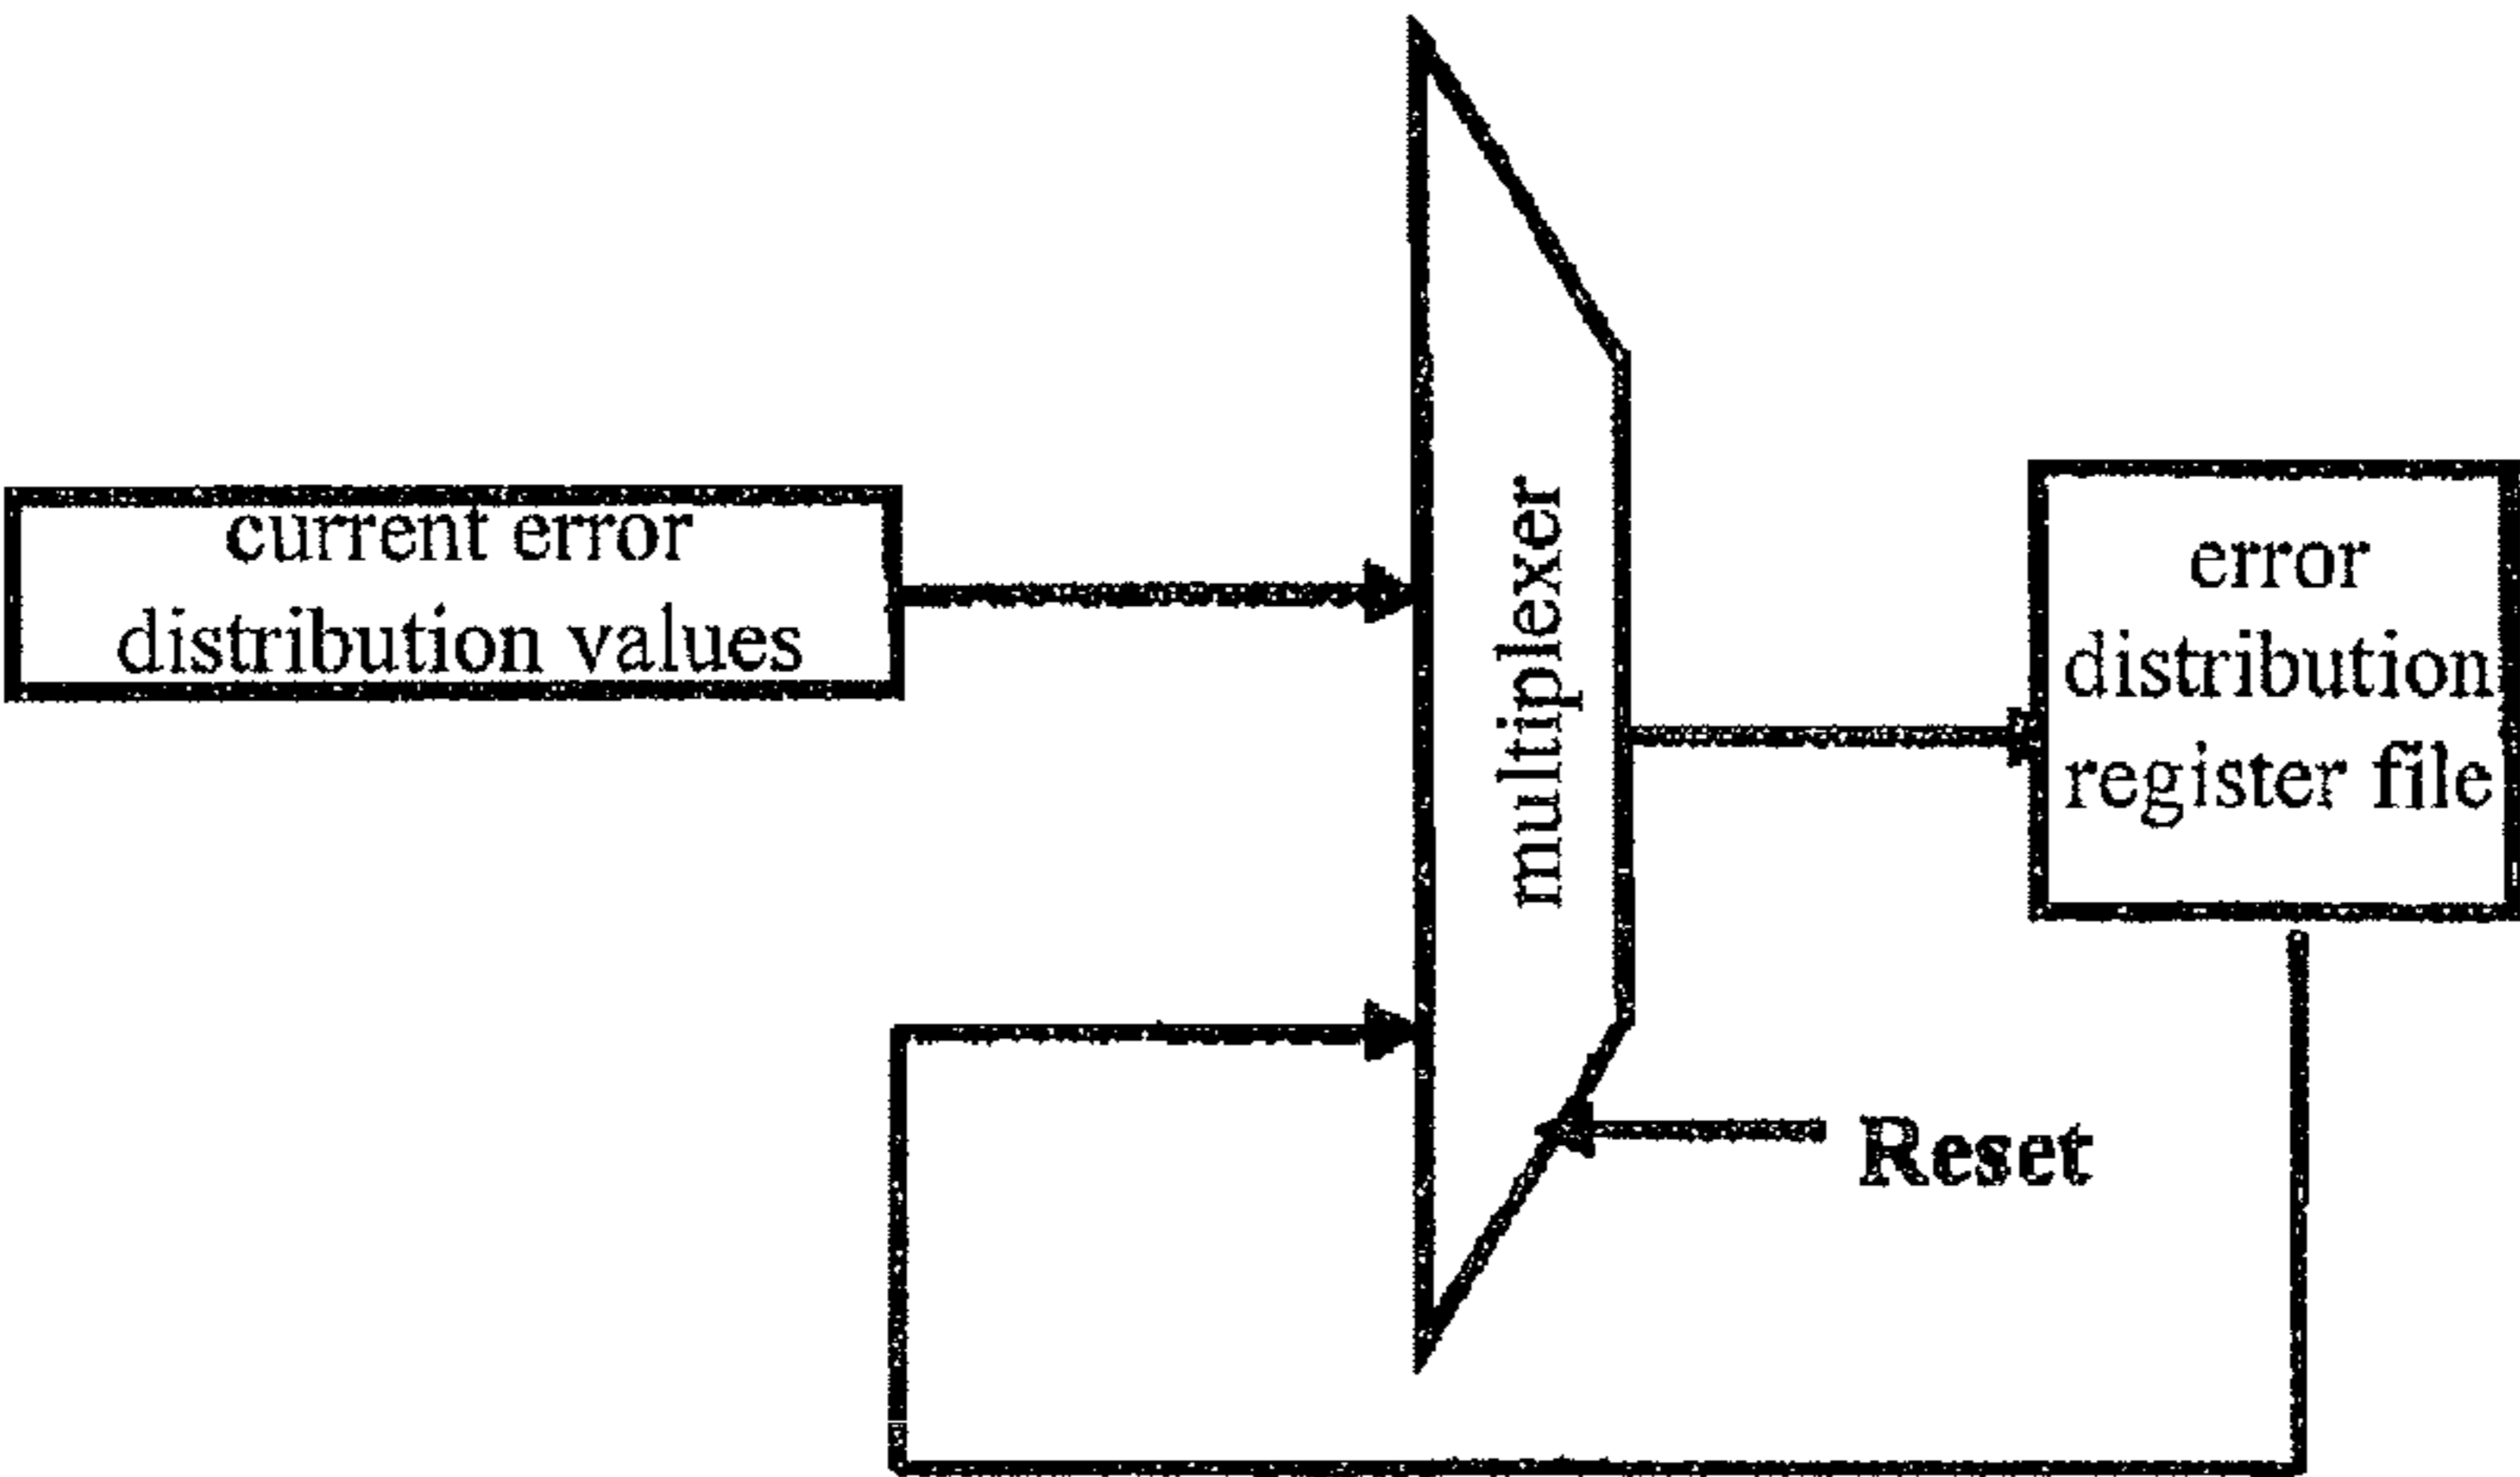 current error
distribution values
multiplexer
error
distribution
register file
Reset